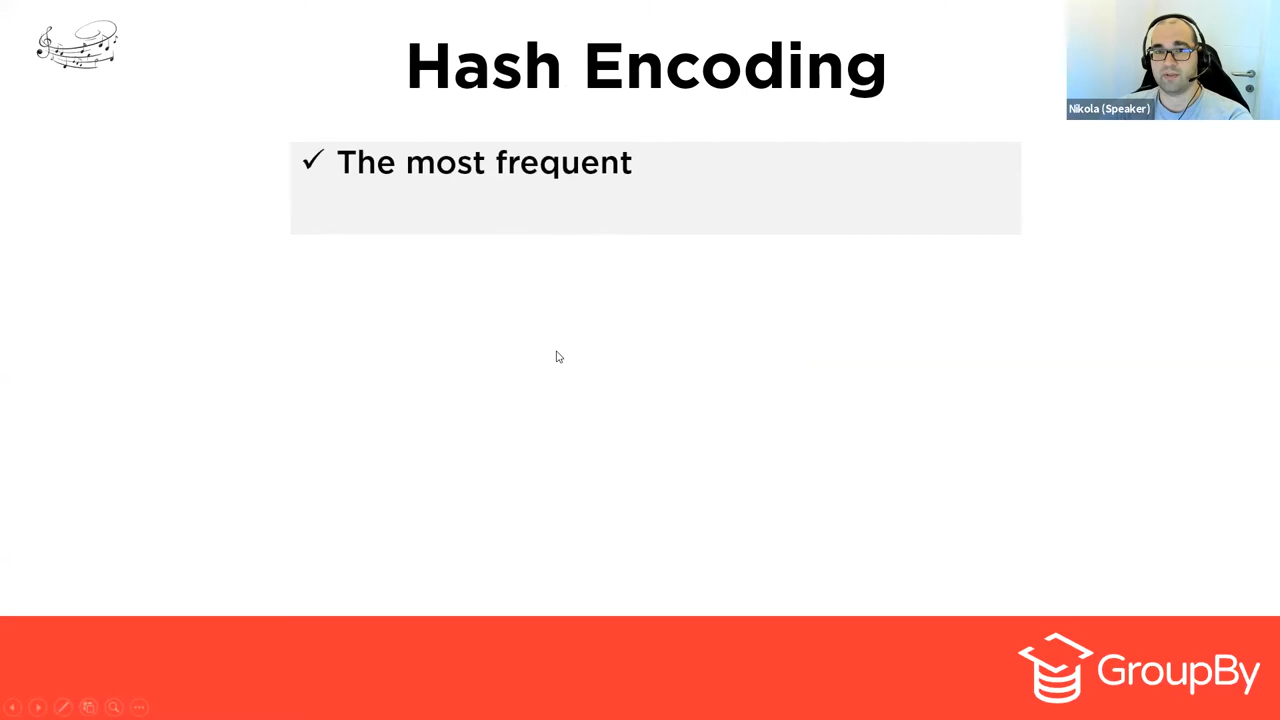 Hash Encoding
Nikola (Speaker)
✓ The most frequent
GroupBy